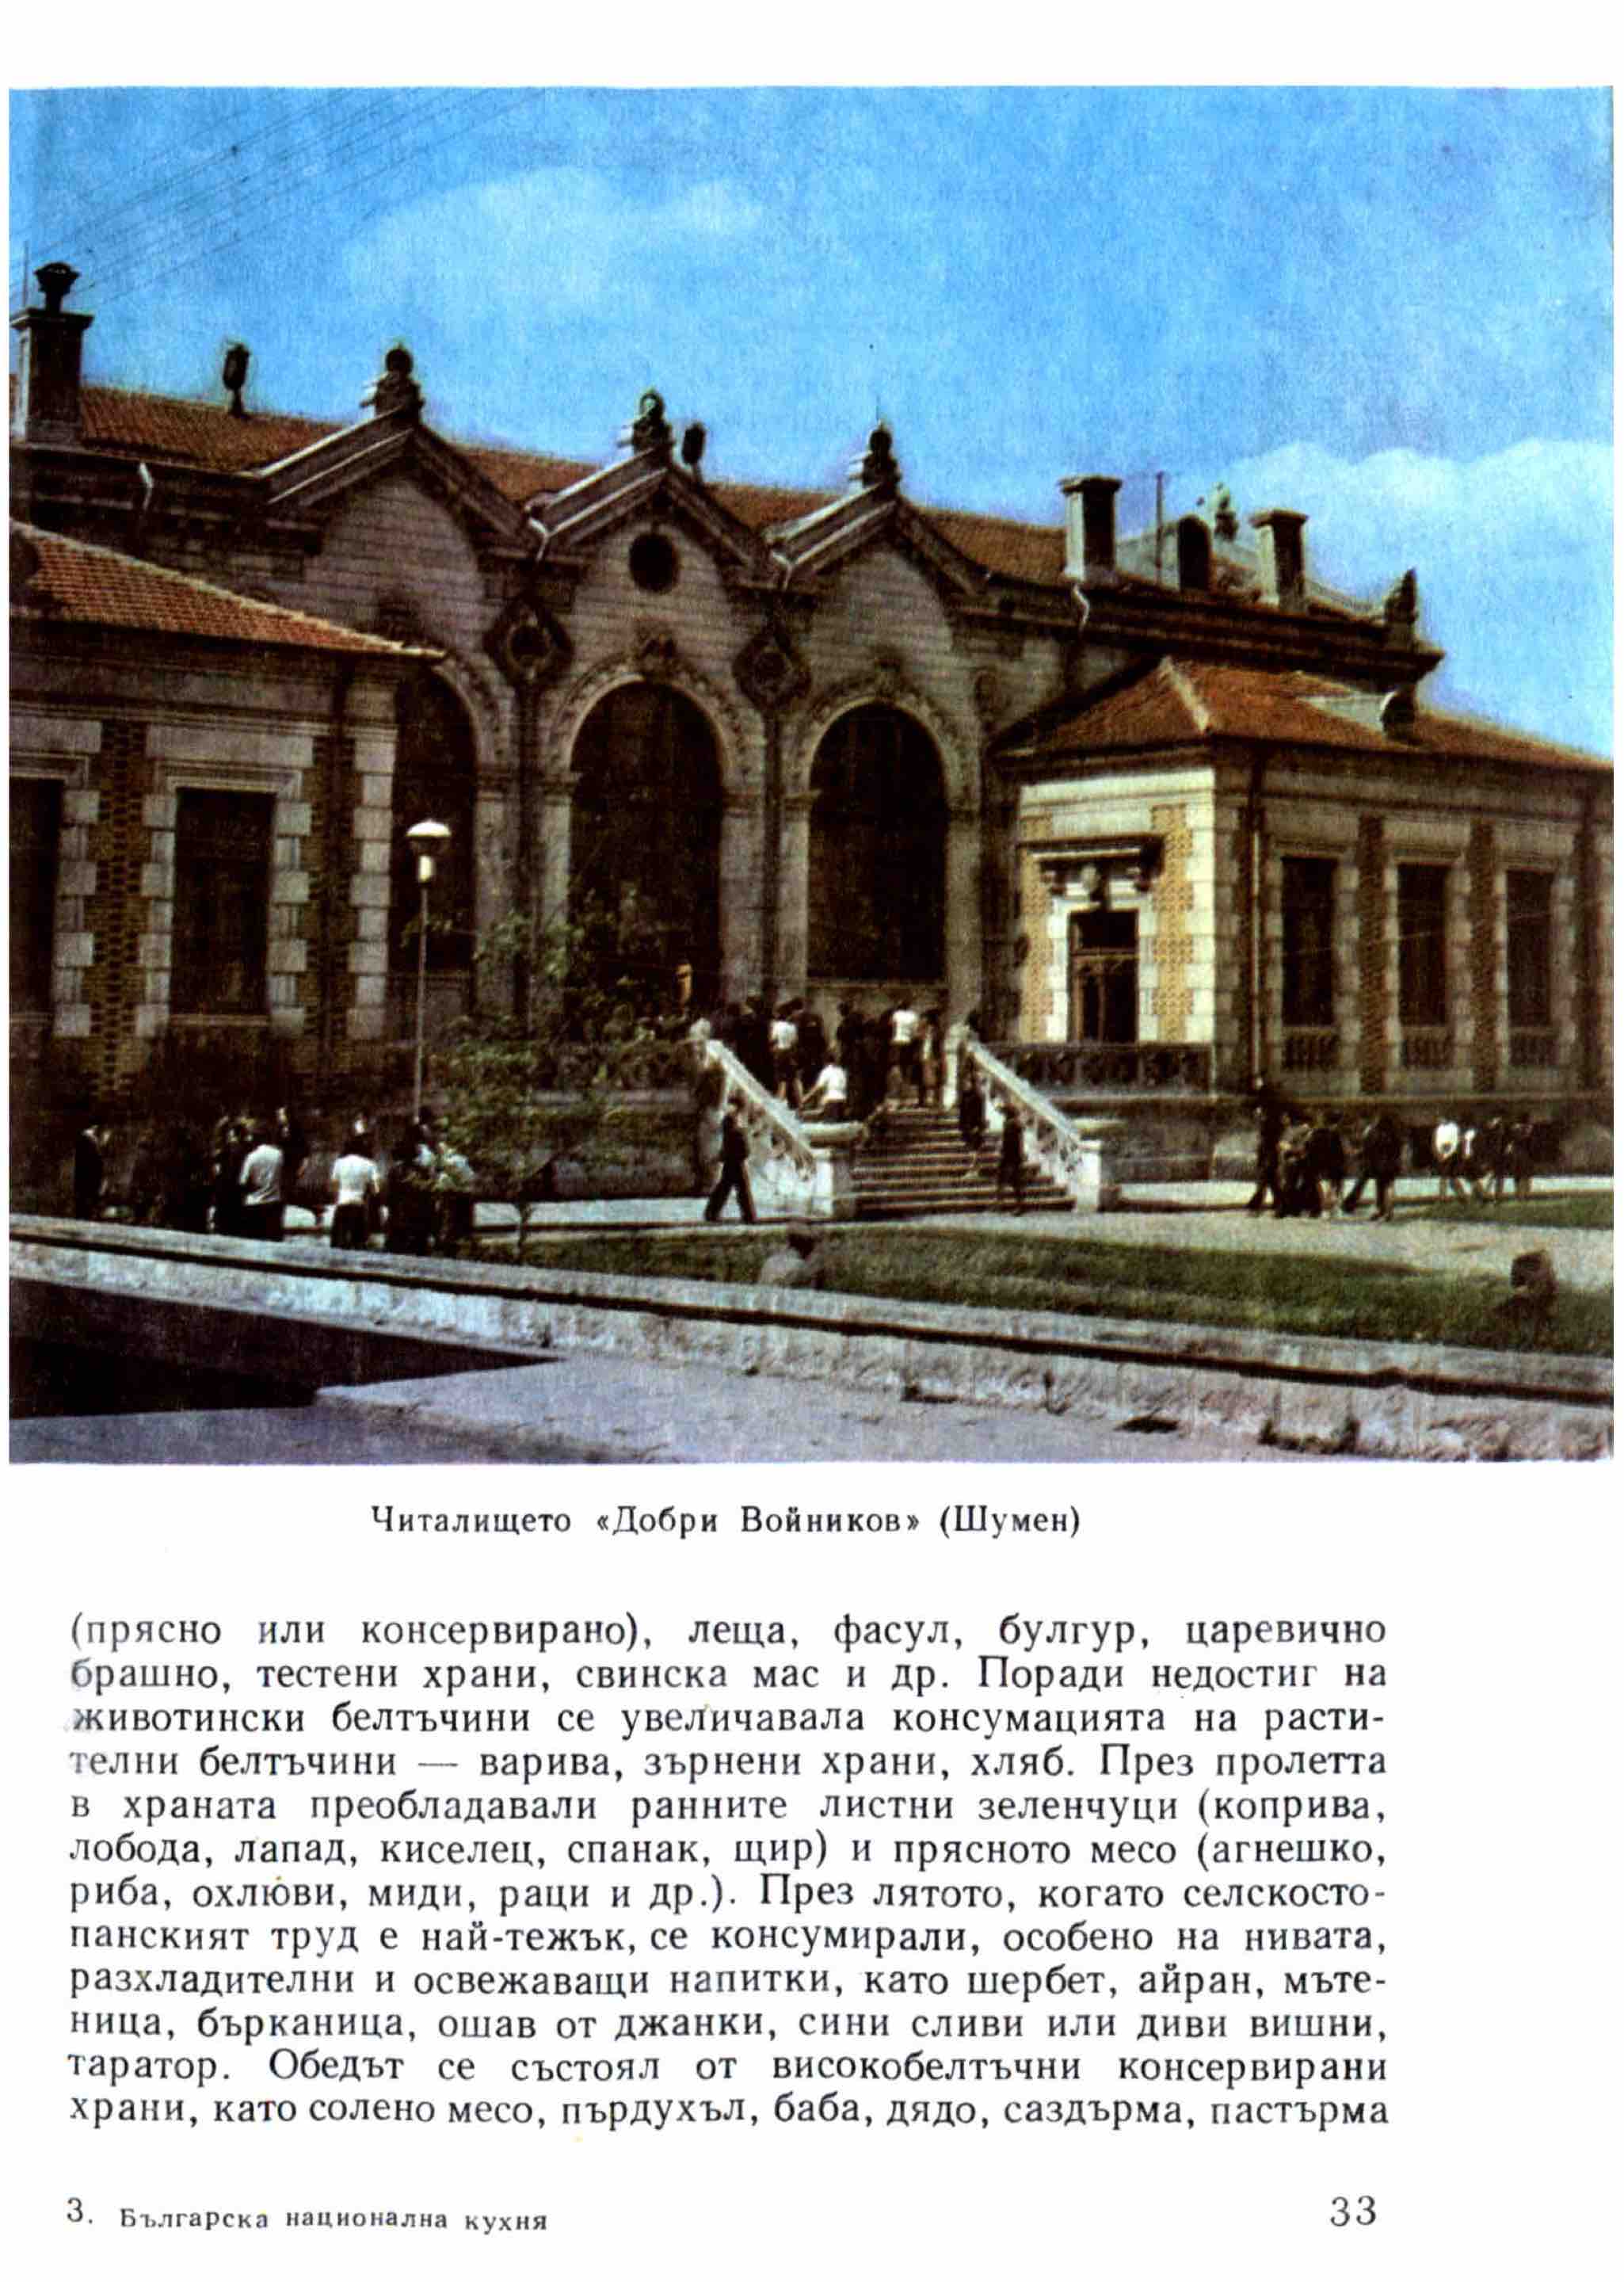 Читалището «Добри Войников» (Шумен)
(прясно или консервирано), леща, фасул, булгур, царевично
брашно, тестени храни, свинска мас и др. Поради недостиг на
животински белтъчини се увеличавала консумацията на расти-
телни белтъчини — варива, зърнени храни, хляб. През пролетта
в храната преобладавали ранните листни зеленчуци (коприва,
лобода, лапад, киселец, спанак, щир) и прясното месо (агнешко,
риба, охлюви, миди, раци и др.). През лятото, когато селскосто-
панският труд е най-тежък, се консумирали, особено на нивата,
разхладителни и освежаващи напитки, като шербет, айран, мъте-
ница, бърканица, ошав от джанки, сини сливи или диви вишни,
таратор. Обедът се състоял от високобелтъчни консервирани
храни, като солено месо, пърдухъл, баба, дядо, саздърма, пастърма
3. Българска национална кухня
33